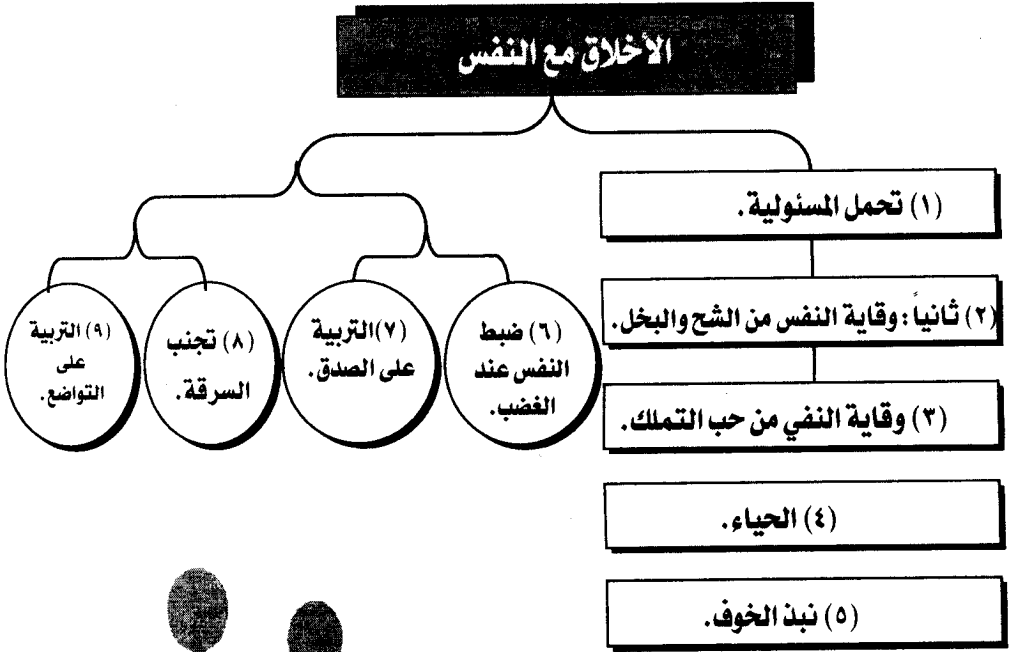 الأخلاق مع النفس
(١) تحمل المسئولية.
(٢) ثانياً: وقاية النفس من الشح والبخل.
(٣) وقاية النفي من حب التملك.
(٤) الحياء.
(٥) نبذ الخوف.
(٦) ضبط
النفس عند
الغضب.
(٧) التربية
على الصدق.
(٨) تجنب
السرقة.
(٩) التربية
على
التواضع.